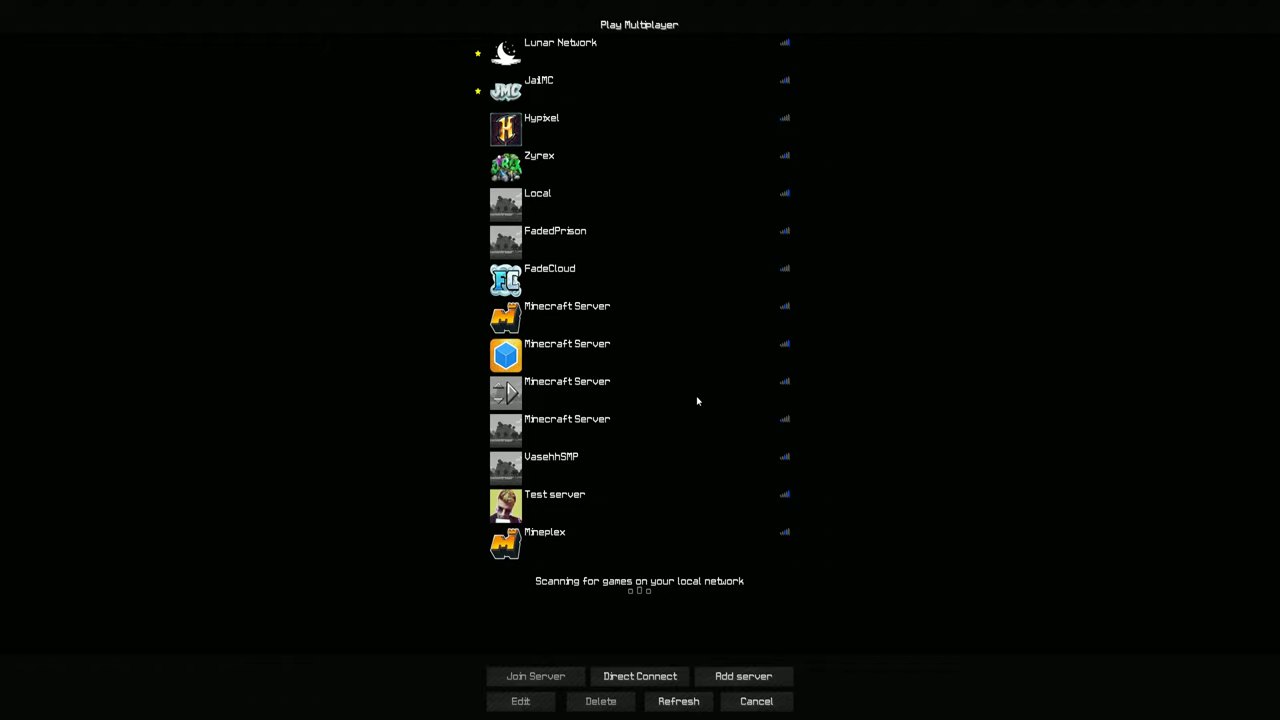 Play Multiplayer
Lunar Network
JailMC
JMC
Hypixel
H
Zyrex
Local
FadedPrison
FadeCloud
FC
Minecraft Server
M
Minecraft Server
Minecraft Server
Minecraft Server
VasehhSMP
Test server
Mineplex
M
Scanning for games on your local network
Join Server Direct Connect Add server
Edit Delete Refresh Cancel